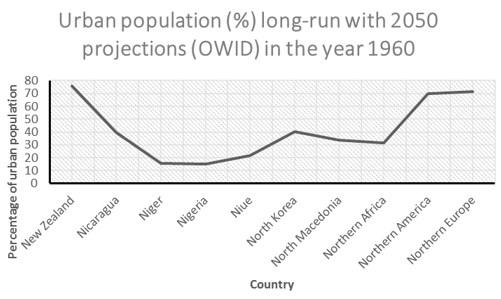 Urban population (%) long-run with 2050
projections (OWID) in the year 1960
Percentage of urban population
80
70
60
50
40
30
20
10
0
New Zealand
Nicaragua
Niger
Nigeria
Niue
North Korea
North Macedonia
Northern Africa
Northern America
Northern Europe
Country